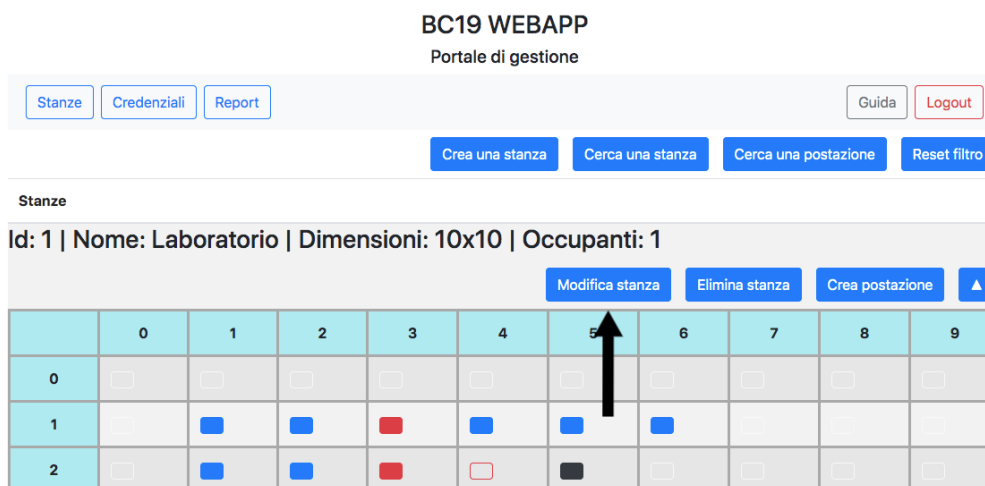 BC19 WEBAPP
Portale di gestione
Stanze Credenziali Report Guida Logout
Crea una stanza Cerca una stanza Cerca una postazione Reset filtro
Stanze
Id: 1 | Nome: Laboratorio | Dimensioni: 10x10 | Occupanti: 1
Modifica stanza Elimina stanza Crea postazione ▲
0 1 2 3 4 5 6 7 8 9
0
1
2